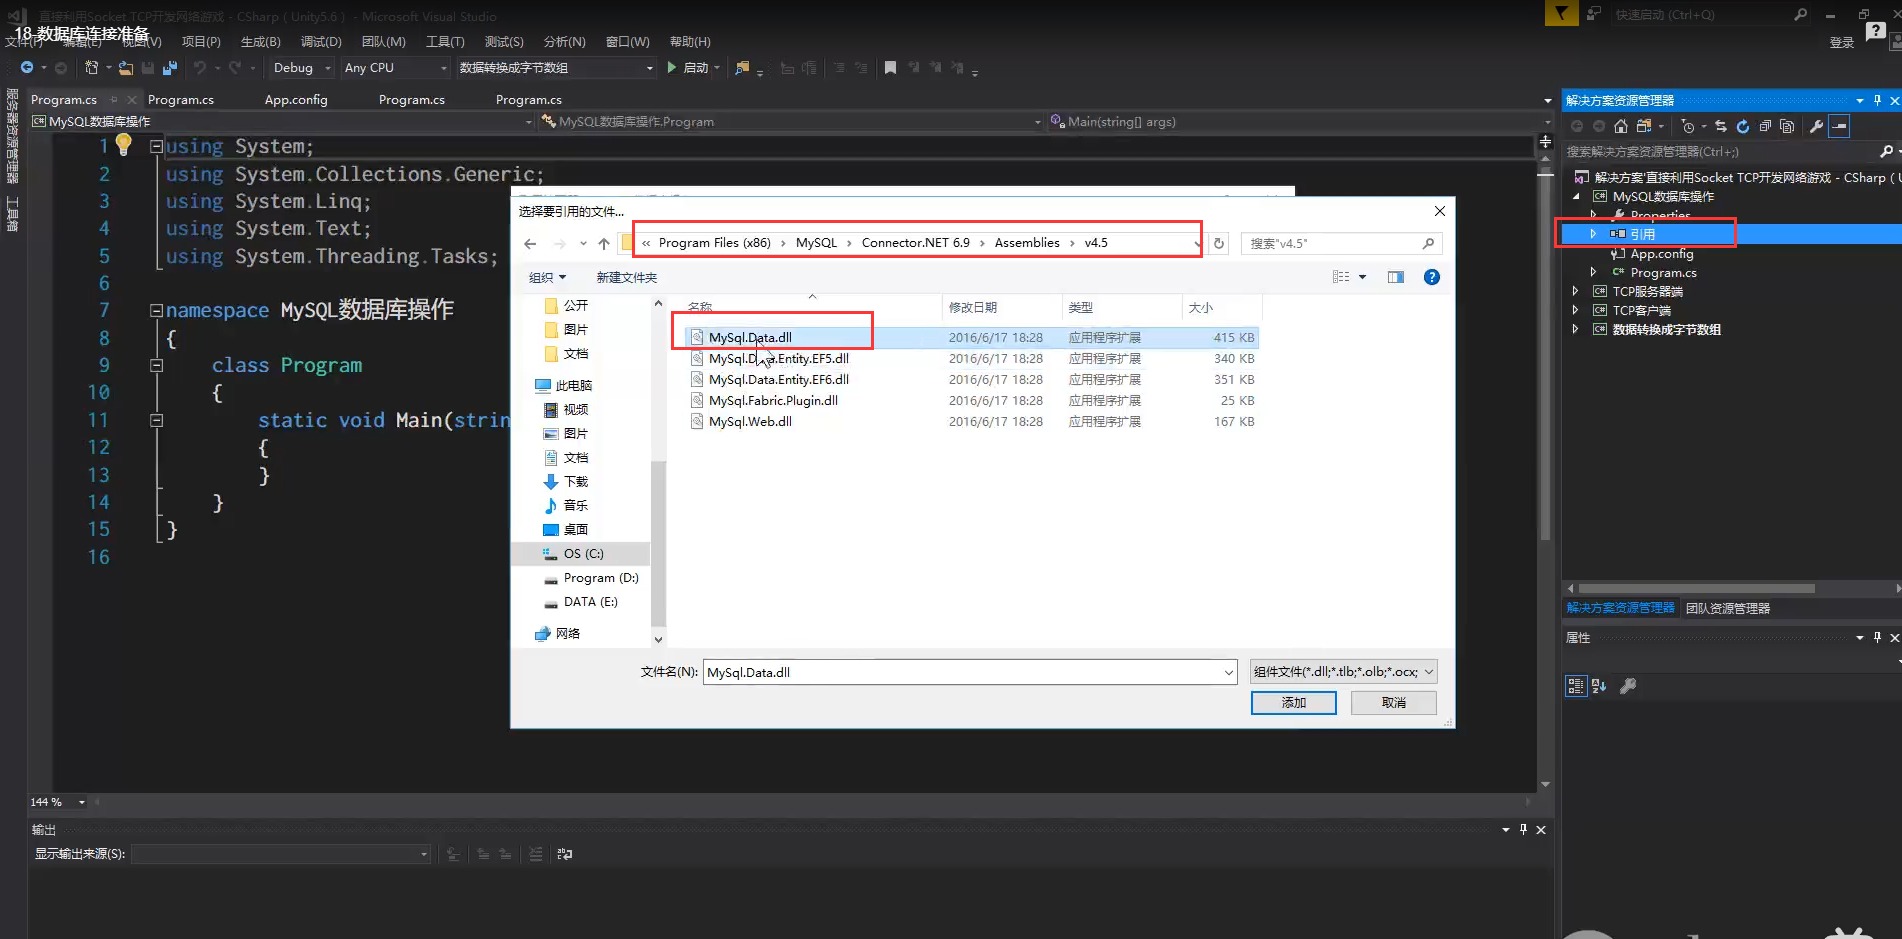 直接利用Socket TCP开发网络游戏 - CSharp ( Unity5.6 ) - Microsoft Visual Studio
快速启动 (Ctrl+Q)
18-数据库连接准备
文件(F) 编辑(E) 视图(V) 项目(P) 生成(B) 调试(D) 团队(M) 工具(T) 测试(S) 分析(N) 窗口(W) 帮助(H)
登录
Debug Any CPU 数据转换成字节数组 启动
服务器资源管理器
工具箱
Program.cs Program.cs App.config Program.cs Program.cs
MySQL数据库操作 MySQL数据库操作.Program Main(string[] args)
1 using System;
2 using System.Collections.Generic;
3 using System.Linq;
4 using System.Text;
5 using System.Threading.Tasks;
6
7 namespace MySQL数据库操作
8 {
9 class Program
10 {
11 static void Main(strin
12 {
13 }
14 }
15 }
16
144 %
输出
显示输出来源(S):
选择要引用的文件...
« Program Files (x86) › MySQL › Connector.NET 6.9 › Assemblies › v4.5
搜索"v4.5"
组织 新建文件夹
公开
图片
文档
此电脑
视频
图片
文档
下载
音乐
桌面
OS (C:)
Program (D:)
DATA (E:)
网络
名称 修改日期 类型 大小
MySql.Data.dll 2016/6/17 18:28 应用程序扩展 415 KB
MySql.Data.Entity.EF5.dll 2016/6/17 18:28 应用程序扩展 340 KB
MySql.Data.Entity.EF6.dll 2016/6/17 18:28 应用程序扩展 351 KB
MySql.Fabric.Plugin.dll 2016/6/17 18:28 应用程序扩展 25 KB
MySql.Web.dll 2016/6/17 18:28 应用程序扩展 167 KB
文件名(N): MySql.Data.dll 组件文件(*.dll;*.tlb;*.olb;*.ocx;
添加 取消
解决方案资源管理器
搜索解决方案资源管理器(Ctrl+;)
解决方案'直接利用Socket TCP开发网络游戏 - CSharp ( U
MySQL数据库操作
Properties
引用
App.config
Program.cs
TCP服务器端
TCP客户端
数据转换成字节数组
解决方案资源管理器 团队资源管理器
属性